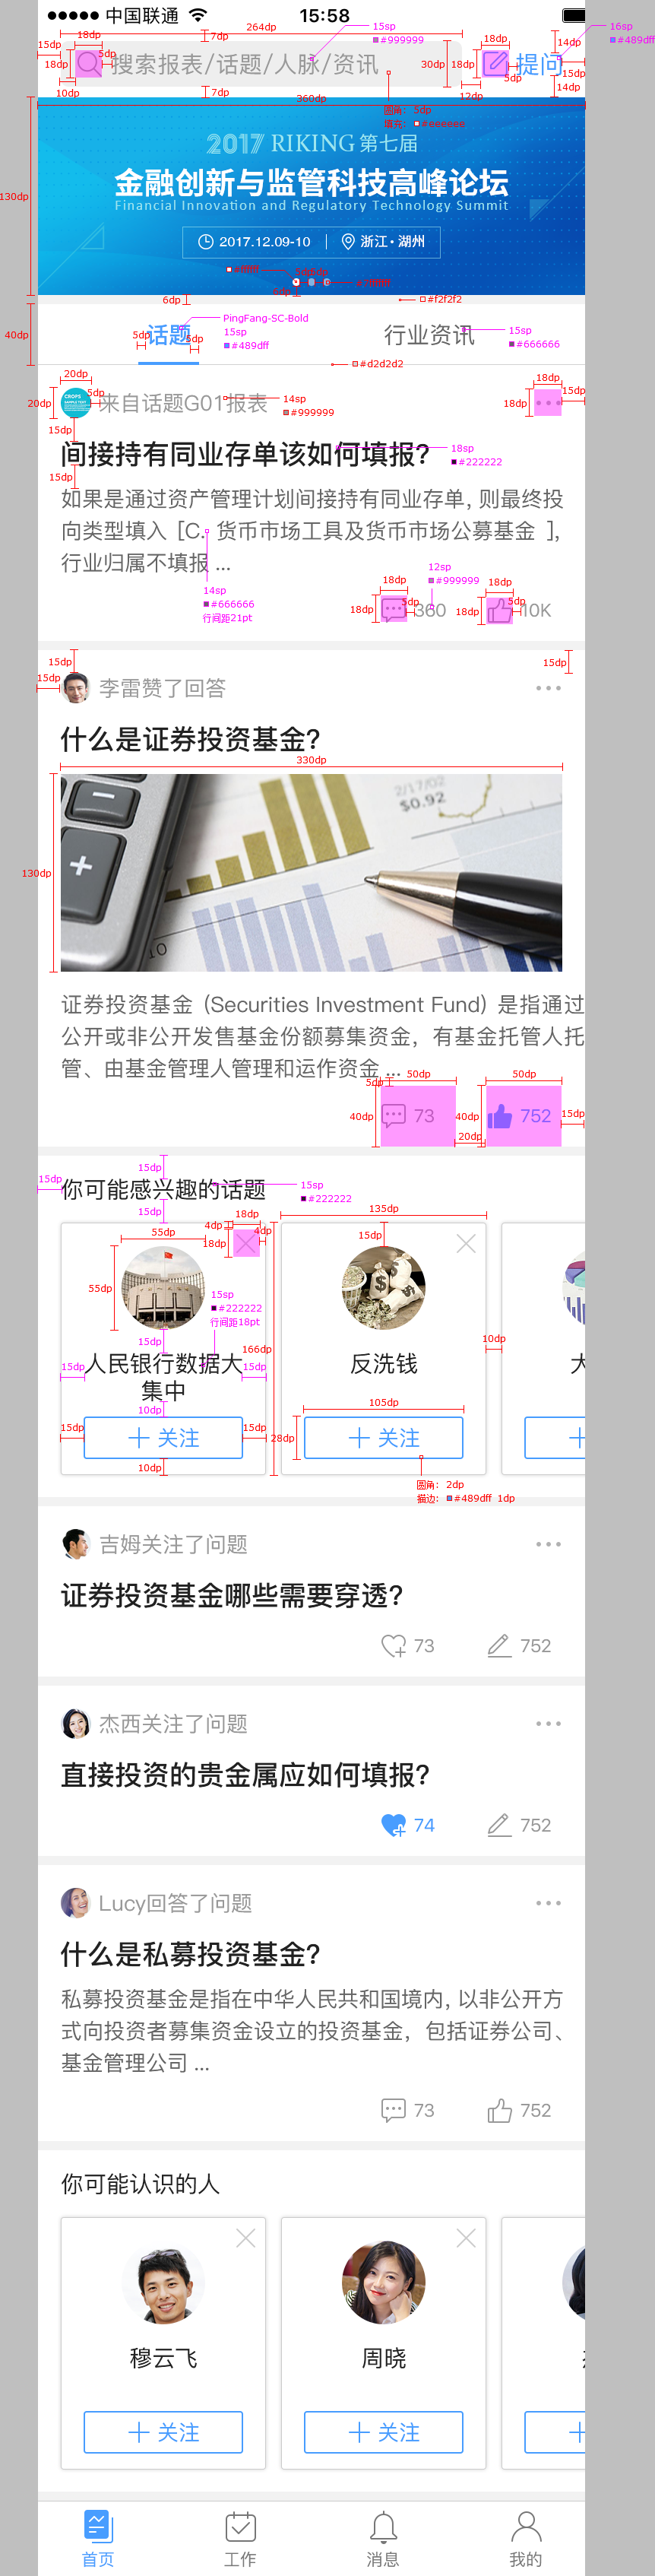 中国联通 15:58
264dp
15sp
#999999
16sp
#489dff
15dp
18dp
7dp
5dp
18dp
搜索报表/话题/人脉/资讯
30dp
18dp
18dp
5dp
提问
14dp
15dp
14dp
10dp
7dp
12dp
360dp
圆角: 5dp
填充: #eeeeee
130dp
2017 RIKING 第七届
金融创新与监管科技高峰论坛
Financial Innovation and Regulatory Technology Summit
2017.12.09-10 | 浙江·湖州
6dp
#f2f2f2
40dp
PingFang-SC-Bold
15sp
#489dff
5dp
话题
5dp
行业资讯
15sp
#666666
#d2d2d2
20dp
20dp
5dp
来自话题G01报表
14sp
#999999
18dp
18dp
15dp
15dp
间接持有同业存单该如何填报?
18sp
#222222
15dp
如果是通过资产管理计划间接持有同业存单, 则最终投
向类型填入 [C. 货币市场工具及货币市场公募基金 ],
行业归属不填报 ...
14sp
#666666
行间距21pt
12sp
#999999
18dp
18dp
5dp
360
18dp
18dp
5dp
10K
15dp
15dp
15dp
李雷赞了回答
什么是证券投资基金?
330dp
130dp
2/17/02
$0.92
10
证券投资基金 (Securities Investment Fund) 是指通过
公开或非公开发售基金份额募集资金, 有基金托管人托
管、由基金管理人管理和运作资金 ...
5dp
50dp
50dp
40dp
73
40dp
752
15dp
20dp
15dp
15dp
你可能感兴趣的话题
15sp
#222222
15dp
18dp
4dp
4dp
18dp
55dp
55dp
135dp
15dp
15sp
#222222
行间距18pt
15dp
166dp
10dp
15dp
人民银行数据大
集中
15dp
反洗钱
10dp
105dp
15dp
关注
15dp
28dp
关注
10dp
圆角: 2dp
描边: #489dff 1dp
吉姆关注了问题
证券投资基金哪些需要穿透?
73 752
杰西关注了问题
直接投资的贵金属应如何填报?
74 752
Lucy回答了问题
什么是私募投资基金?
私募投资基金是指在中华人民共和国境内, 以非公开方
式向投资者募集资金设立的投资基金, 包括证券公司、
基金管理公司 ...
73 752
你可能认识的人
穆云飞 周晓
关注 关注
首页 工作 消息 我的